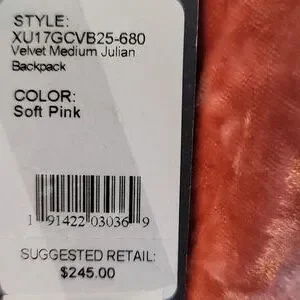 STYLE:
XU17GCVB25-680
Velvet Medium Julian
Backpack
COLOR:
Soft Pink
1 91422 03036 9
SUGGESTED RETAIL:
$245.00